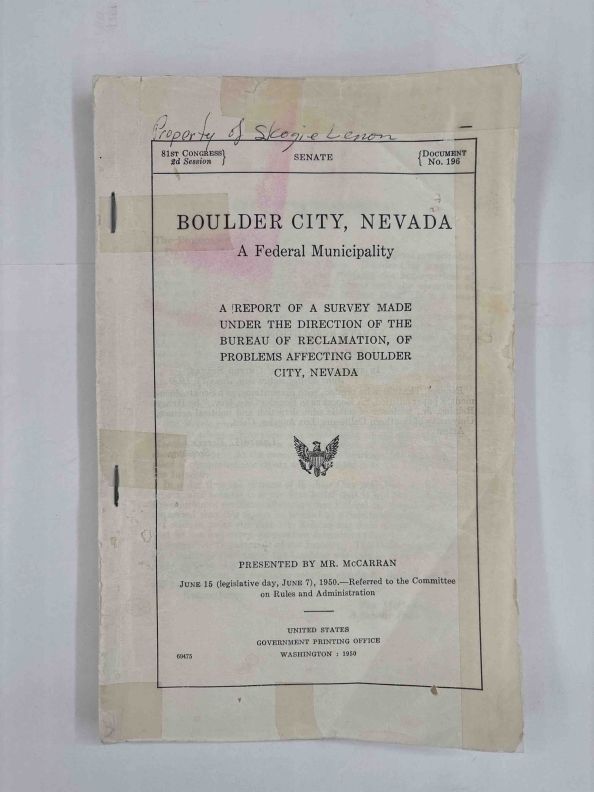 Property of Skogie Lenon
81ST CONGRESS}
2d Session
SENATE
{DOCUMENT
No. 196
BOULDER CITY, NEVADA
A Federal Municipality
A REPORT OF A SURVEY MADE
UNDER THE DIRECTION OF THE
BUREAU OF RECLAMATION, OF
PROBLEMS AFFECTING BOULDER
CITY, NEVADA
PRESENTED BY MR. McCARRAN
JUNE 15 (legislative day, JUNE 7), 1950.—Referred to the Committee
on Rules and Administration
UNITED STATES
GOVERNMENT PRINTING OFFICE
69475
WASHINGTON : 1950